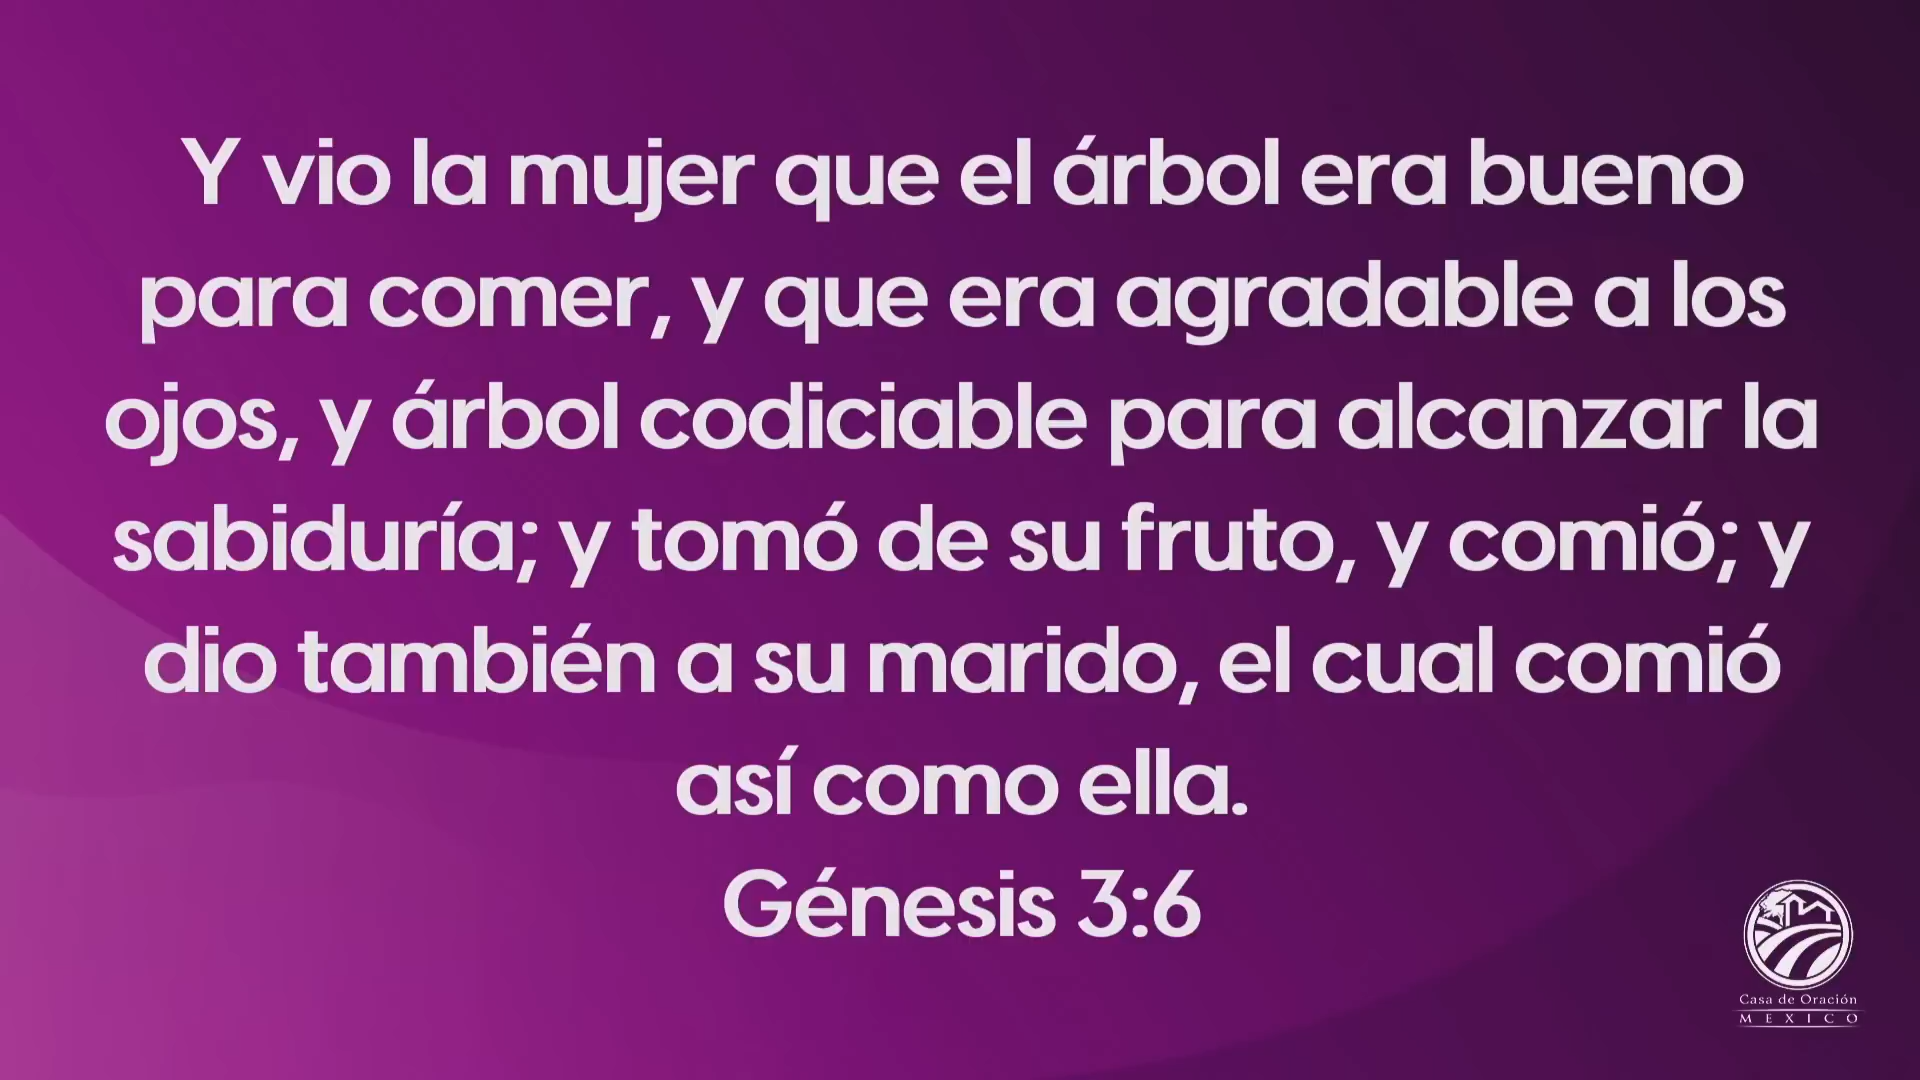 Y vio la mujer que el árbol era bueno
para comer, y que era agradable a los
ojos, y árbol codiciable para alcanzar la
sabiduría; y tomó de su fruto, y comió; y
dio también a su marido, el cual comió
así como ella.
Génesis 3:6
Casa de Oración
MEXICO